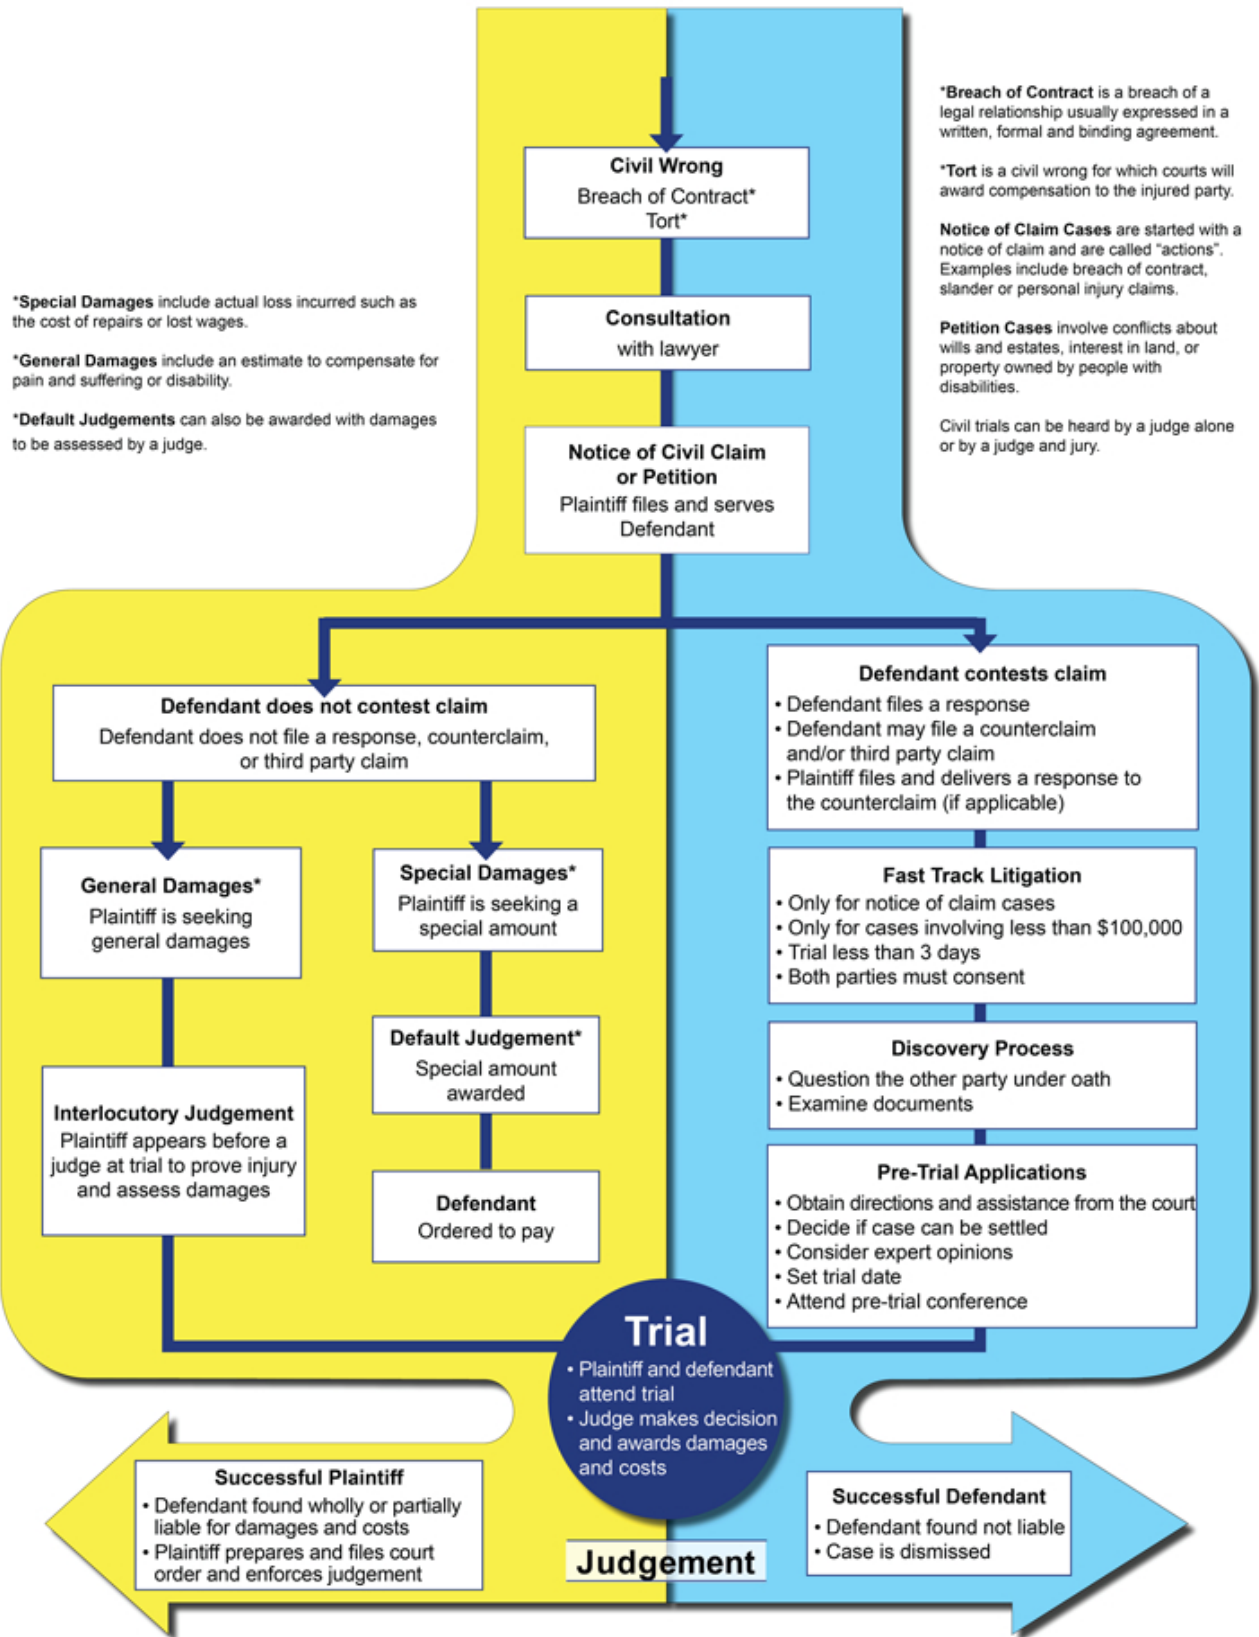 *Breach of Contract is a breach of a
legal relationship usually expressed in a
written, formal and binding agreement.
*Tort is a civil wrong for which courts will
award compensation to the injured party.
Notice of Claim Cases are started with a
notice of claim and are called “actions”.
Examples include breach of contract,
slander or personal injury claims.
Petition Cases involve conflicts about
wills and estates, interest in land, or
property owned by people with
disabilities.
Civil trials can be heard by a judge alone
or by a judge and jury.
*Special Damages include actual loss incurred such as
the cost of repairs or lost wages.
*General Damages include an estimate to compensate for
pain and suffering or disability.
*Default Judgements can also be awarded with damages
to be assessed by a judge.
Civil Wrong
Breach of Contract*
Tort*
Consultation
with lawyer
Notice of Civil Claim
or Petition
Plaintiff files and serves
Defendant
Defendant does not contest claim
Defendant does not file a response, counterclaim,
or third party claim
General Damages*
Plaintiff is seeking
general damages
Interlocutory Judgement
Plaintiff appears before a
judge at trial to prove injury
and assess damages
Special Damages*
Plaintiff is seeking a
special amount
Default Judgement*
Special amount
awarded
Defendant
Ordered to pay
Defendant contests claim
• Defendant files a response
• Defendant may file a counterclaim
and/or third party claim
• Plaintiff files and delivers a response to
the counterclaim (if applicable)
Fast Track Litigation
• Only for notice of claim cases
• Only for cases involving less than $100,000
• Trial less than 3 days
• Both parties must consent
Discovery Process
• Question the other party under oath
• Examine documents
Pre-Trial Applications
• Obtain directions and assistance from the court
• Decide if case can be settled
• Consider expert opinions
• Set trial date
• Attend pre-trial conference
Trial
• Plaintiff and defendant
attend trial
• Judge makes decision
and awards damages
and costs
Successful Plaintiff
• Defendant found wholly or partially
liable for damages and costs
• Plaintiff prepares and files court
order and enforces judgement
Judgement
Successful Defendant
• Defendant found not liable
• Case is dismissed